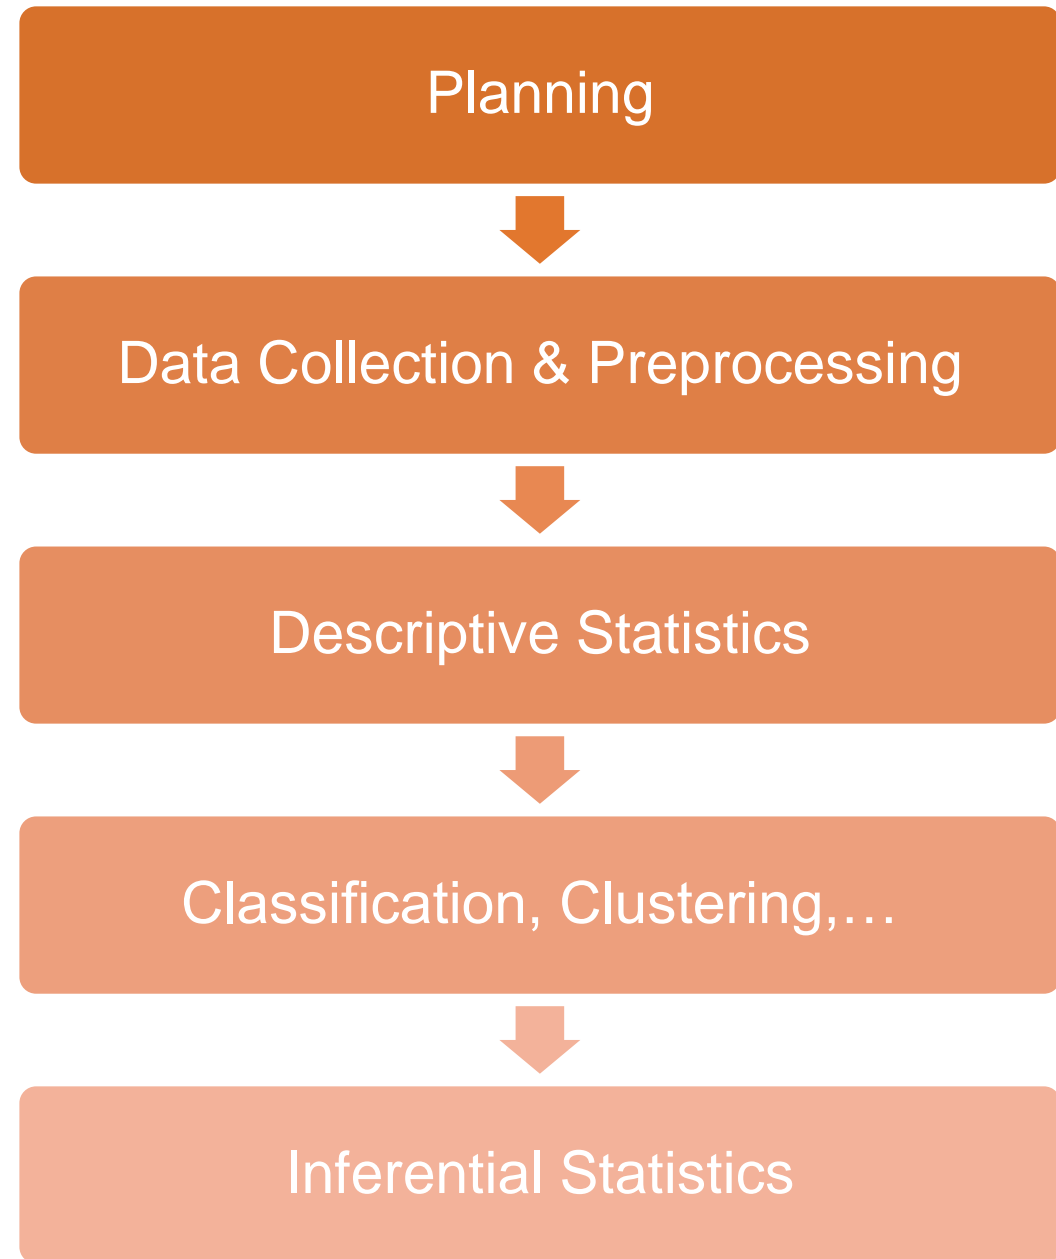 Planning
Data Collection & Preprocessing
Descriptive Statistics
Classification, Clustering,…
Inferential Statistics